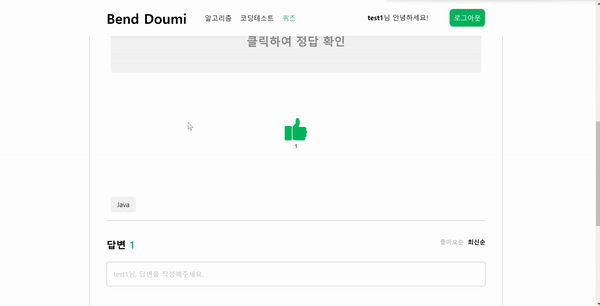 Bend Doumi 알고리즘 코딩테스트 퀴즈 test1님 안녕하세요! 로그아웃
클릭하여 정답 확인
1
Java
답변 1 좋아요순 최신순
test1님, 답변을 작성해주세요.